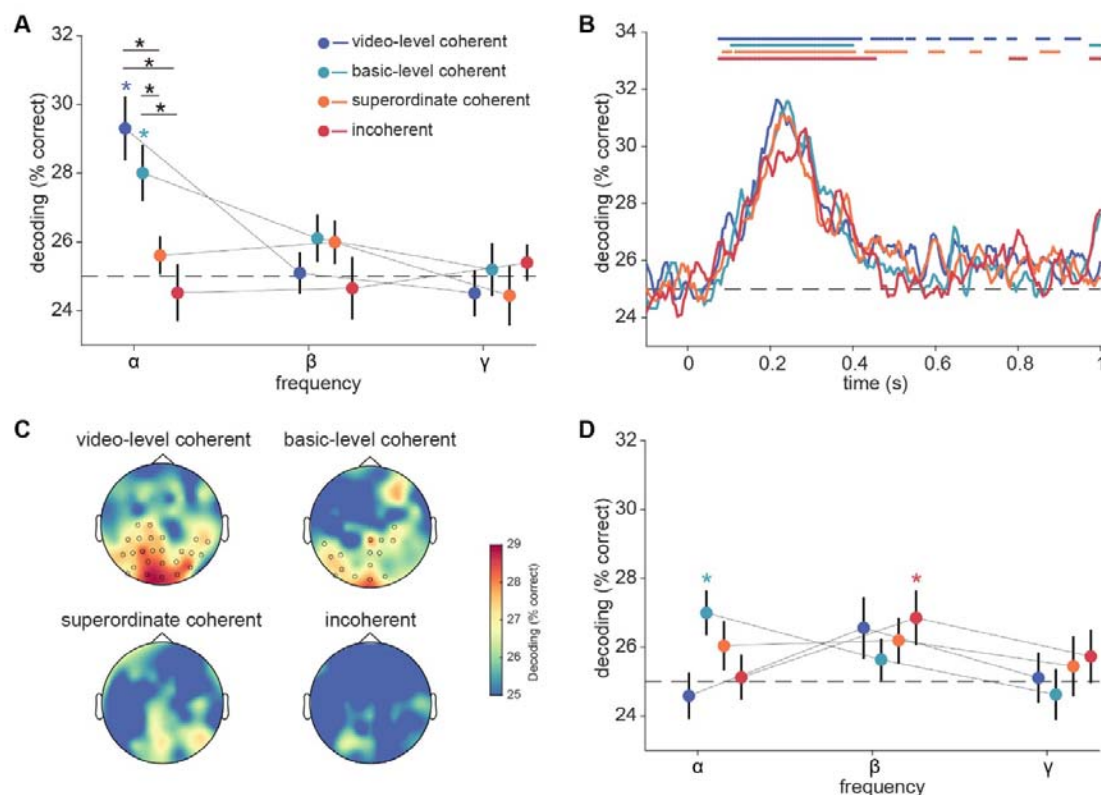 A
32
30
28
26
24
decoding (% correct)
*
*
*
*
*
*
video-level coherent
basic-level coherent
superordinate coherent
incoherent
α
β
γ
frequency
B
34
32
30
28
26
24
decoding (% correct)
0
0.2
0.4
0.6
0.8
1
time (s)
C
video-level coherent
basic-level coherent
superordinate coherent
incoherent
29
28
27
26
25
Decoding (% correct)
D
32
30
28
26
24
decoding (% correct)
*
*
α
β
γ
frequency